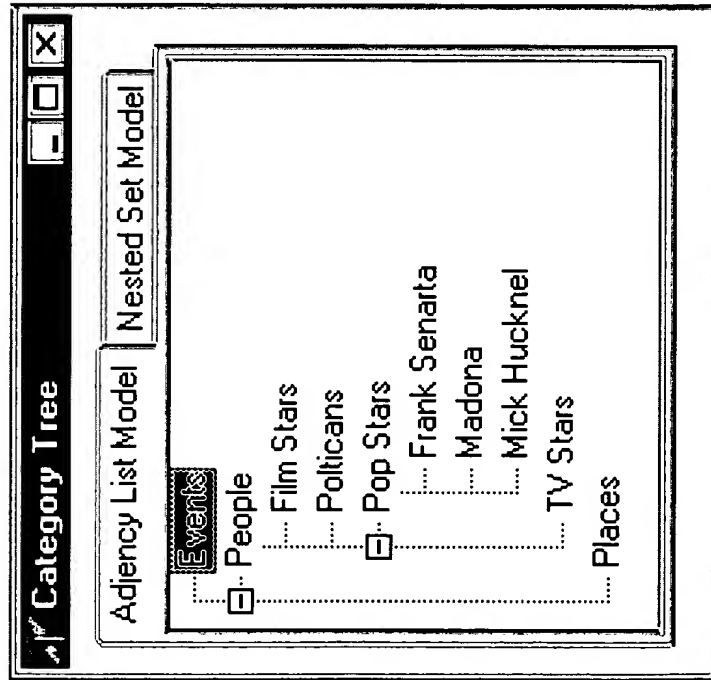 Category Tree
Adjency List Model Nested Set Model
Events
People
Film Stars
Polticans
Pop Stars
Frank Senarta
Madona
Mick Hucknel
TV Stars
Places